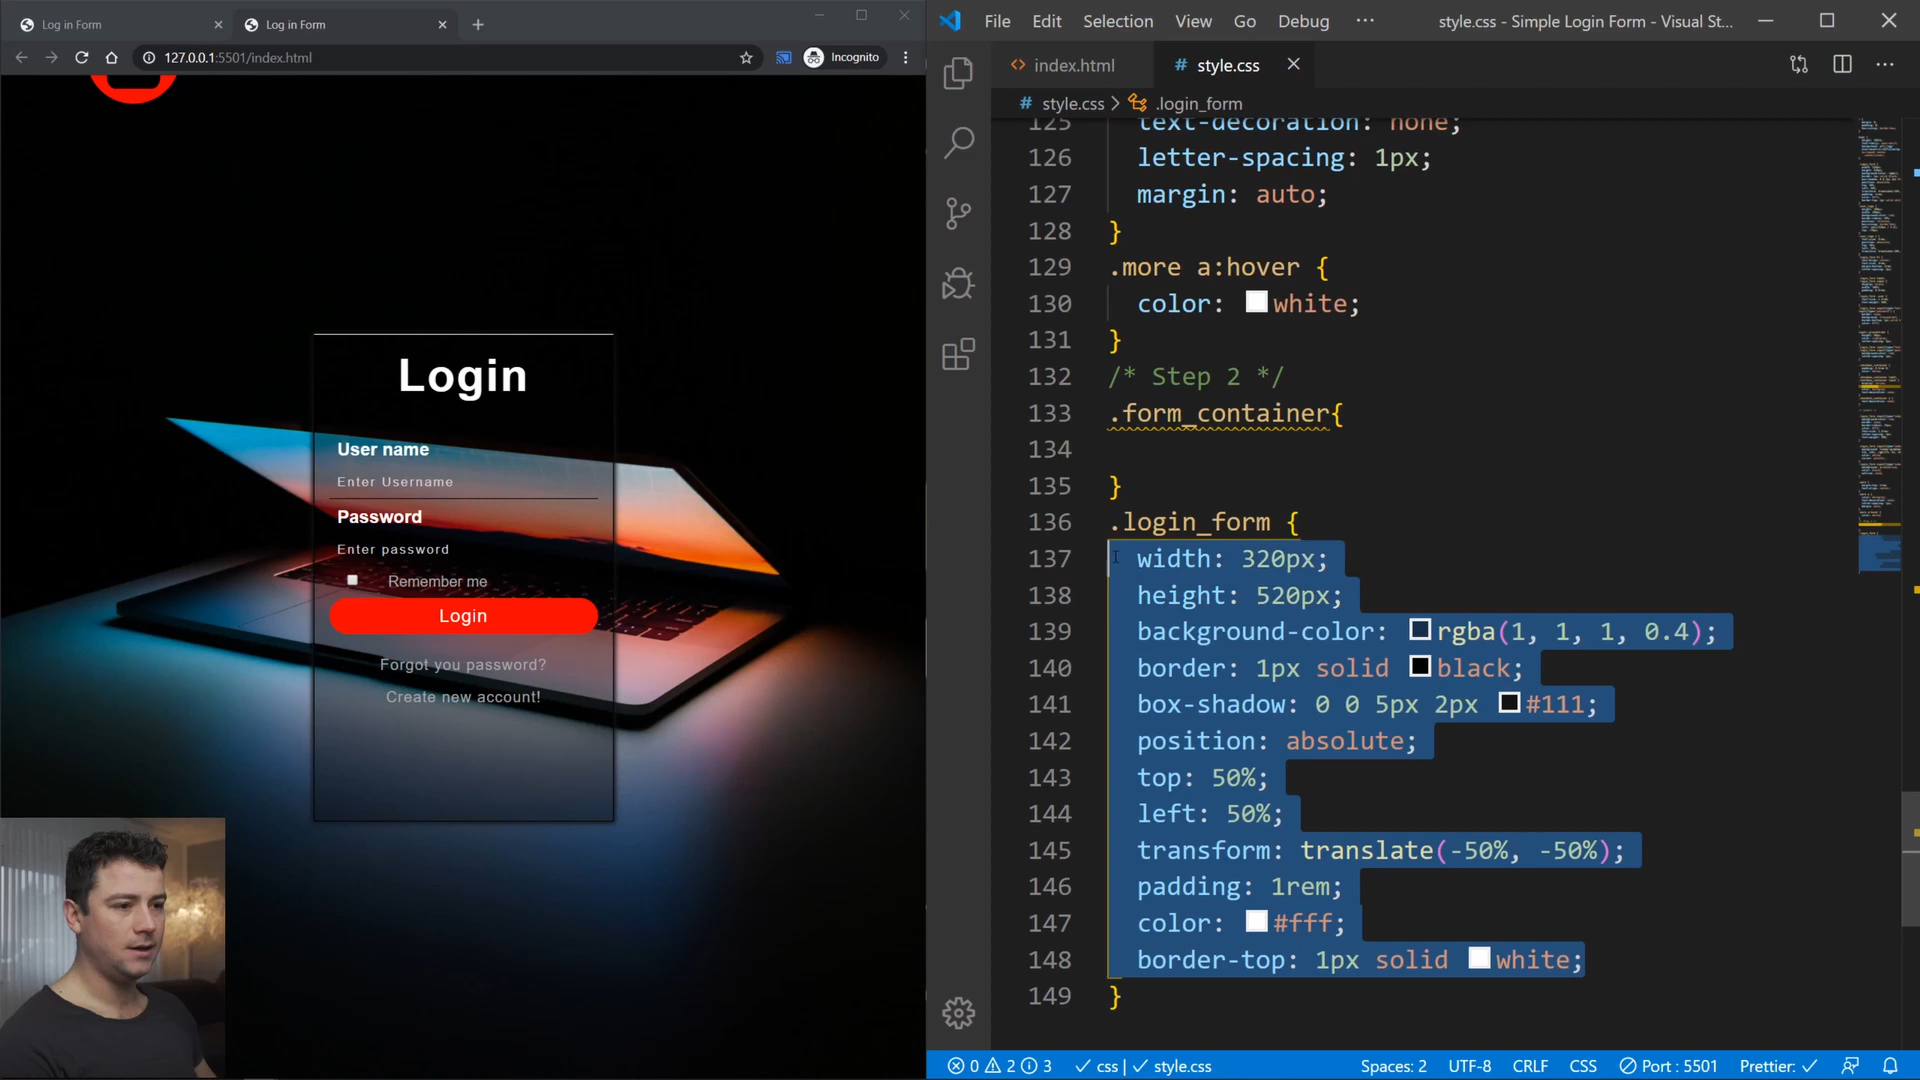 Log in Form
Log in Form
127.0.0.1:5501/index.html
Incognito
Login
User name
Enter Username
Password
Enter password
Remember me
Login
Forgot you password?
Create new account!
File Edit Selection View Go Debug ···
style.css - Simple Login Form - Visual St...
index.html
# style.css
# style.css > .login_form
125 text-decoration: none;
126 letter-spacing: 1px;
127 margin: auto;
128 }
129 .more a:hover {
130 color: white;
131 }
132 /* Step 2 */
133 .form_container{
134
135 }
136 .login_form {
137 width: 320px;
138 height: 520px;
139 background-color: rgba(1, 1, 1, 0.4);
140 border: 1px solid black;
141 box-shadow: 0 0 5px 2px #111;
142 position: absolute;
143 top: 50%;
144 left: 50%;
145 transform: translate(-50%, -50%);
146 padding: 1rem;
147 color: #fff;
148 border-top: 1px solid white;
149 }
0 2 3 ✓ css | ✓ style.css
Spaces: 2 UTF-8 CRLF CSS Port : 5501 Prettier: ✓